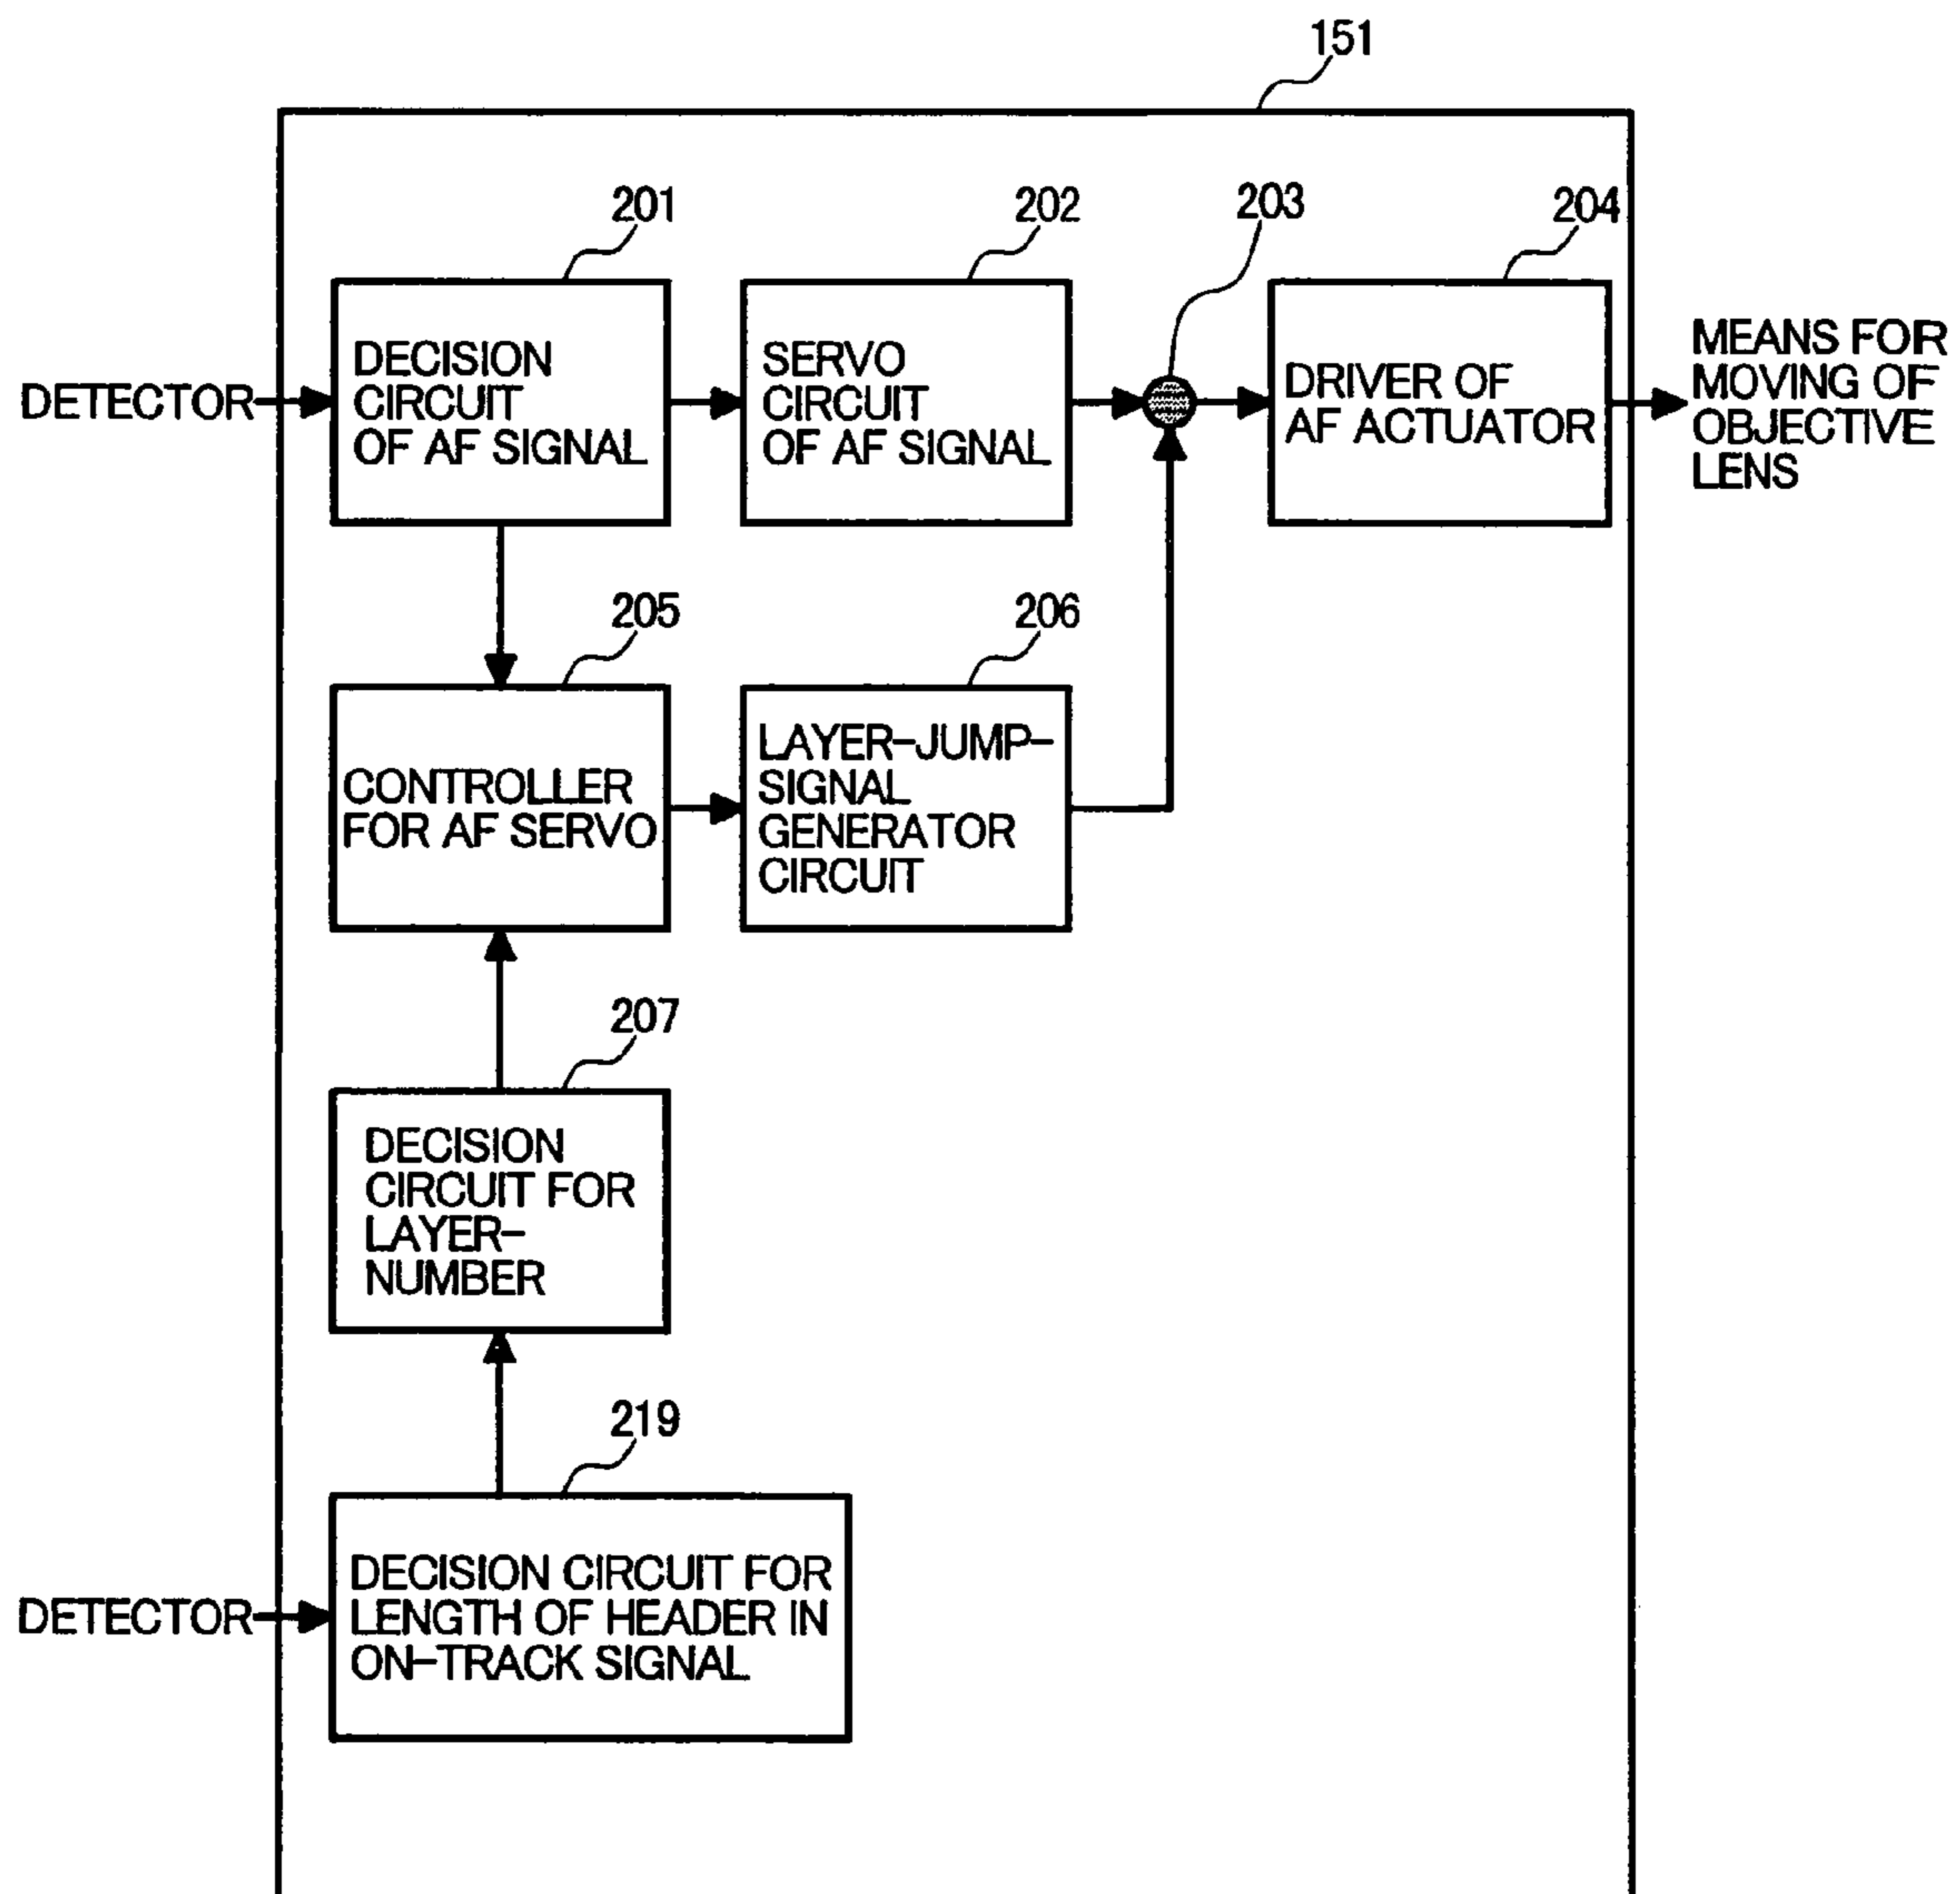 151
201
202
203
204
DETECTOR
DECISION
CIRCUIT
OF AF SIGNAL
SERVO
CIRCUIT
OF AF SIGNAL
DRIVER OF
AF ACTUATOR
MEANS FOR
MOVING OF
OBJECTIVE
LENS
205
206
CONTROLLER
FOR AF SERVO
LAYER-JUMP-
SIGNAL
GENERATOR
CIRCUIT
207
DECISION
CIRCUIT FOR
LAYER-
NUMBER
219
DETECTOR
DECISION CIRCUIT FOR
LENGTH OF HEADER IN
ON-TRACK SIGNAL